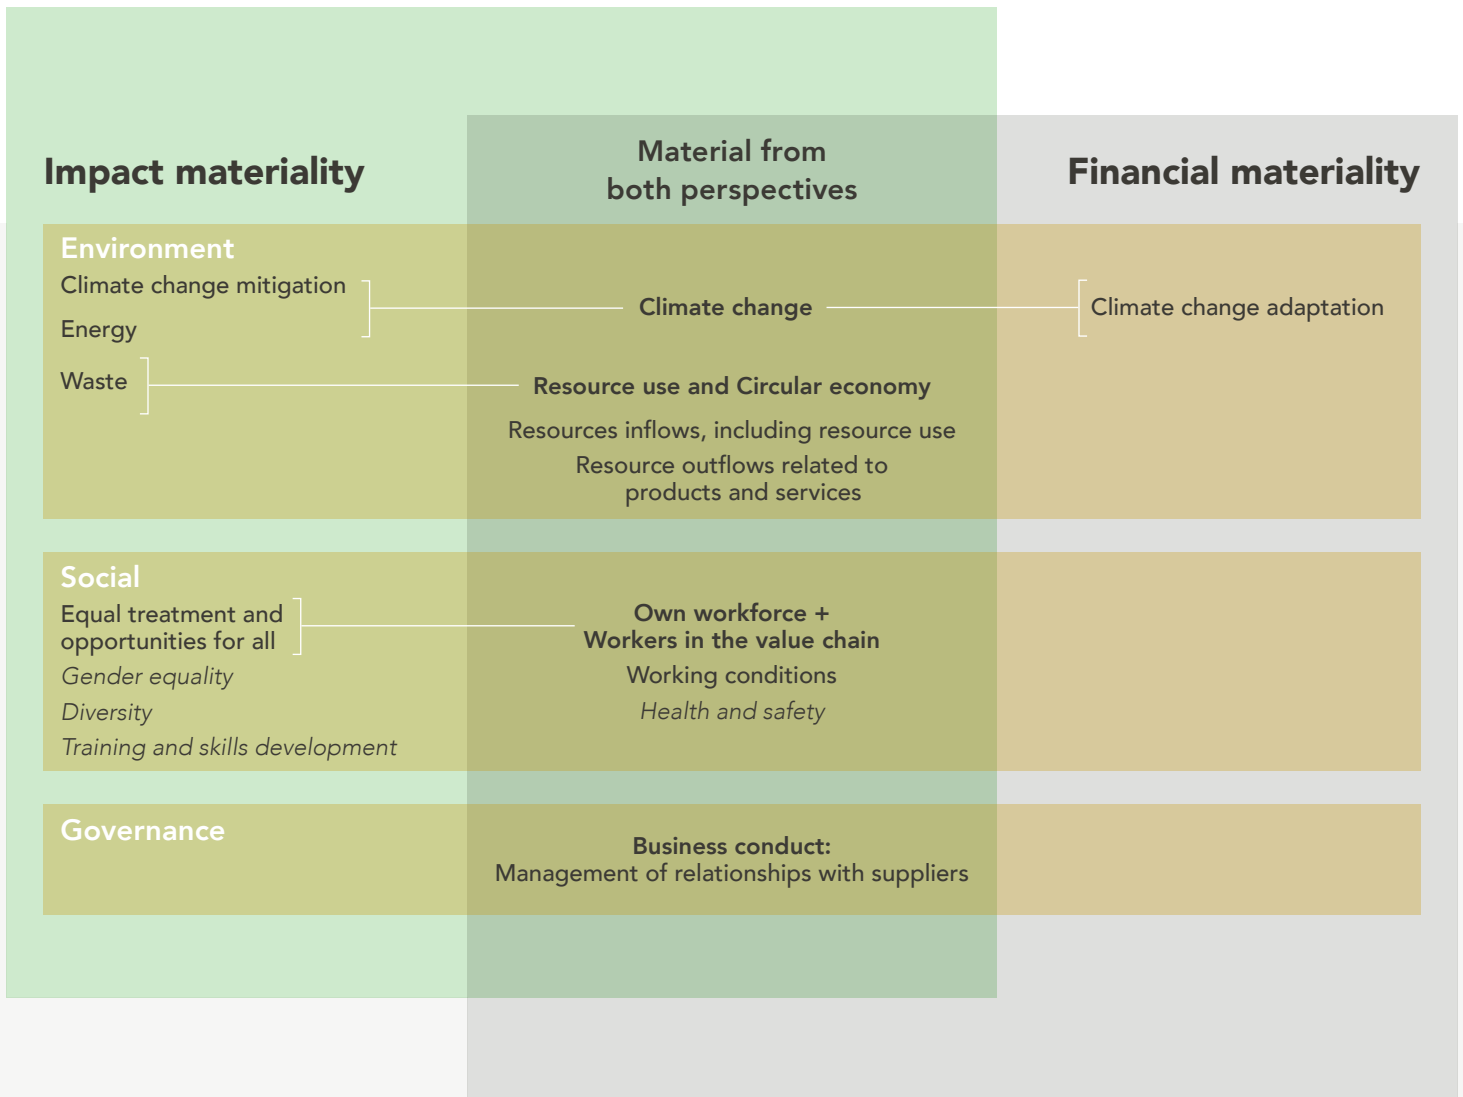 Impact materiality
Material from
both perspectives
Financial materiality
Environment
Climate change mitigation
Energy
Climate change
Climate change adaptation
Waste
Resource use and Circular economy
Resources inflows, including resource use
Resource outflows related to
products and services
Social
Equal treatment and
opportunities for all
Gender equality
Diversity
Training and skills development
Own workforce +
Workers in the value chain
Working conditions
Health and safety
Governance
Business conduct:
Management of relationships with suppliers